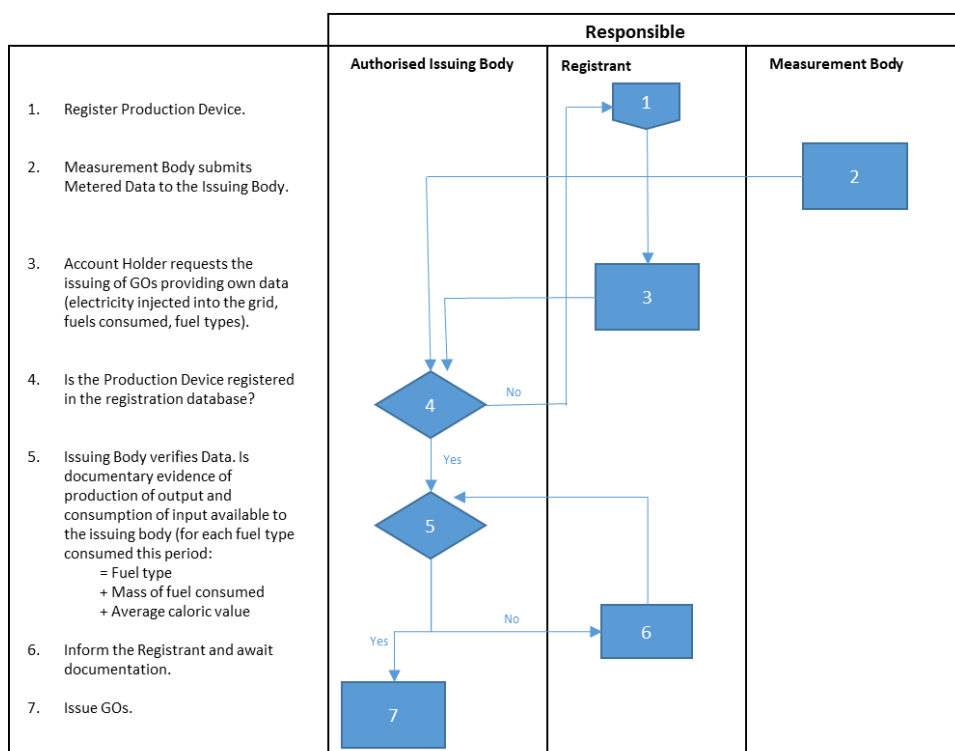 Responsible
Authorised Issuing Body
Registrant
Measurement Body
1. Register Production Device.
1
2. Measurement Body submits
Metered Data to the Issuing Body.
2
3. Account Holder requests the
issuing of GOs providing own data
(electricity injected into the grid,
fuels consumed, fuel types).
3
4. Is the Production Device registered
in the registration database?
4
No
Yes
5. Issuing Body verifies Data. Is
documentary evidence of
production of output and
consumption of input available to
the issuing body (for each fuel type
consumed this period:
= Fuel type
+ Mass of fuel consumed
+ Average caloric value
5
No
Yes
6. Inform the Registrant and await
documentation.
6
7. Issue GOs.
7